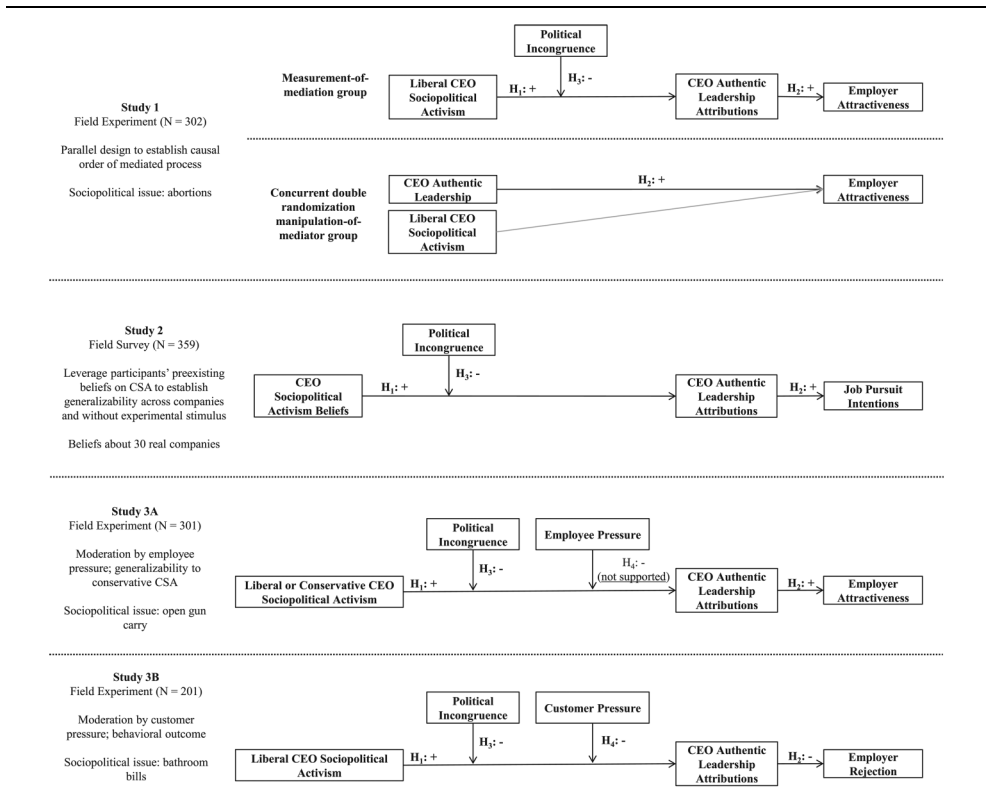 Study 1
Field Experiment (N = 302)
Parallel design to establish causal
order of mediated process
Sociopolitical issue: abortions
Measurement-of-
mediation group
Political
Incongruence
H3: -
Liberal CEO
Sociopolitical
Activism
H1: +
CEO Authentic
Leadership
Attributions
H2: +
Employer
Attractiveness
Concurrent double
randomization
manipulation-of-
mediator group
CEO Authentic
Leadership
H2: +
Employer
Attractiveness
Liberal CEO
Sociopolitical
Activism
Study 2
Field Survey (N = 359)
Leverage participants’ preexisting
beliefs on CSA to establish
generalizability across companies
and without experimental stimulus
Beliefs about 30 real companies
Political
Incongruence
H3: -
CEO
Sociopolitical
Activism Beliefs
H1: +
CEO Authentic
Leadership
Attributions
H2: +
Job Pursuit
Intentions
Study 3A
Field Experiment (N = 301)
Moderation by employee
pressure; generalizability to
conservative CSA
Sociopolitical issue: open gun
carry
Political
Incongruence
H3: -
Employee Pressure
H4: -
(not supported)
Liberal or Conservative CEO
Sociopolitical Activism
H1: +
CEO Authentic
Leadership
Attributions
H2: +
Employer
Attractiveness
Study 3B
Field Experiment (N = 201)
Moderation by customer
pressure; behavioral outcome
Sociopolitical issue: bathroom
bills
Political
Incongruence
H3: -
Customer Pressure
H4: -
Liberal CEO Sociopolitical
Activism
H1: +
CEO Authentic
Leadership
Attributions
H2: -
Employer
Rejection